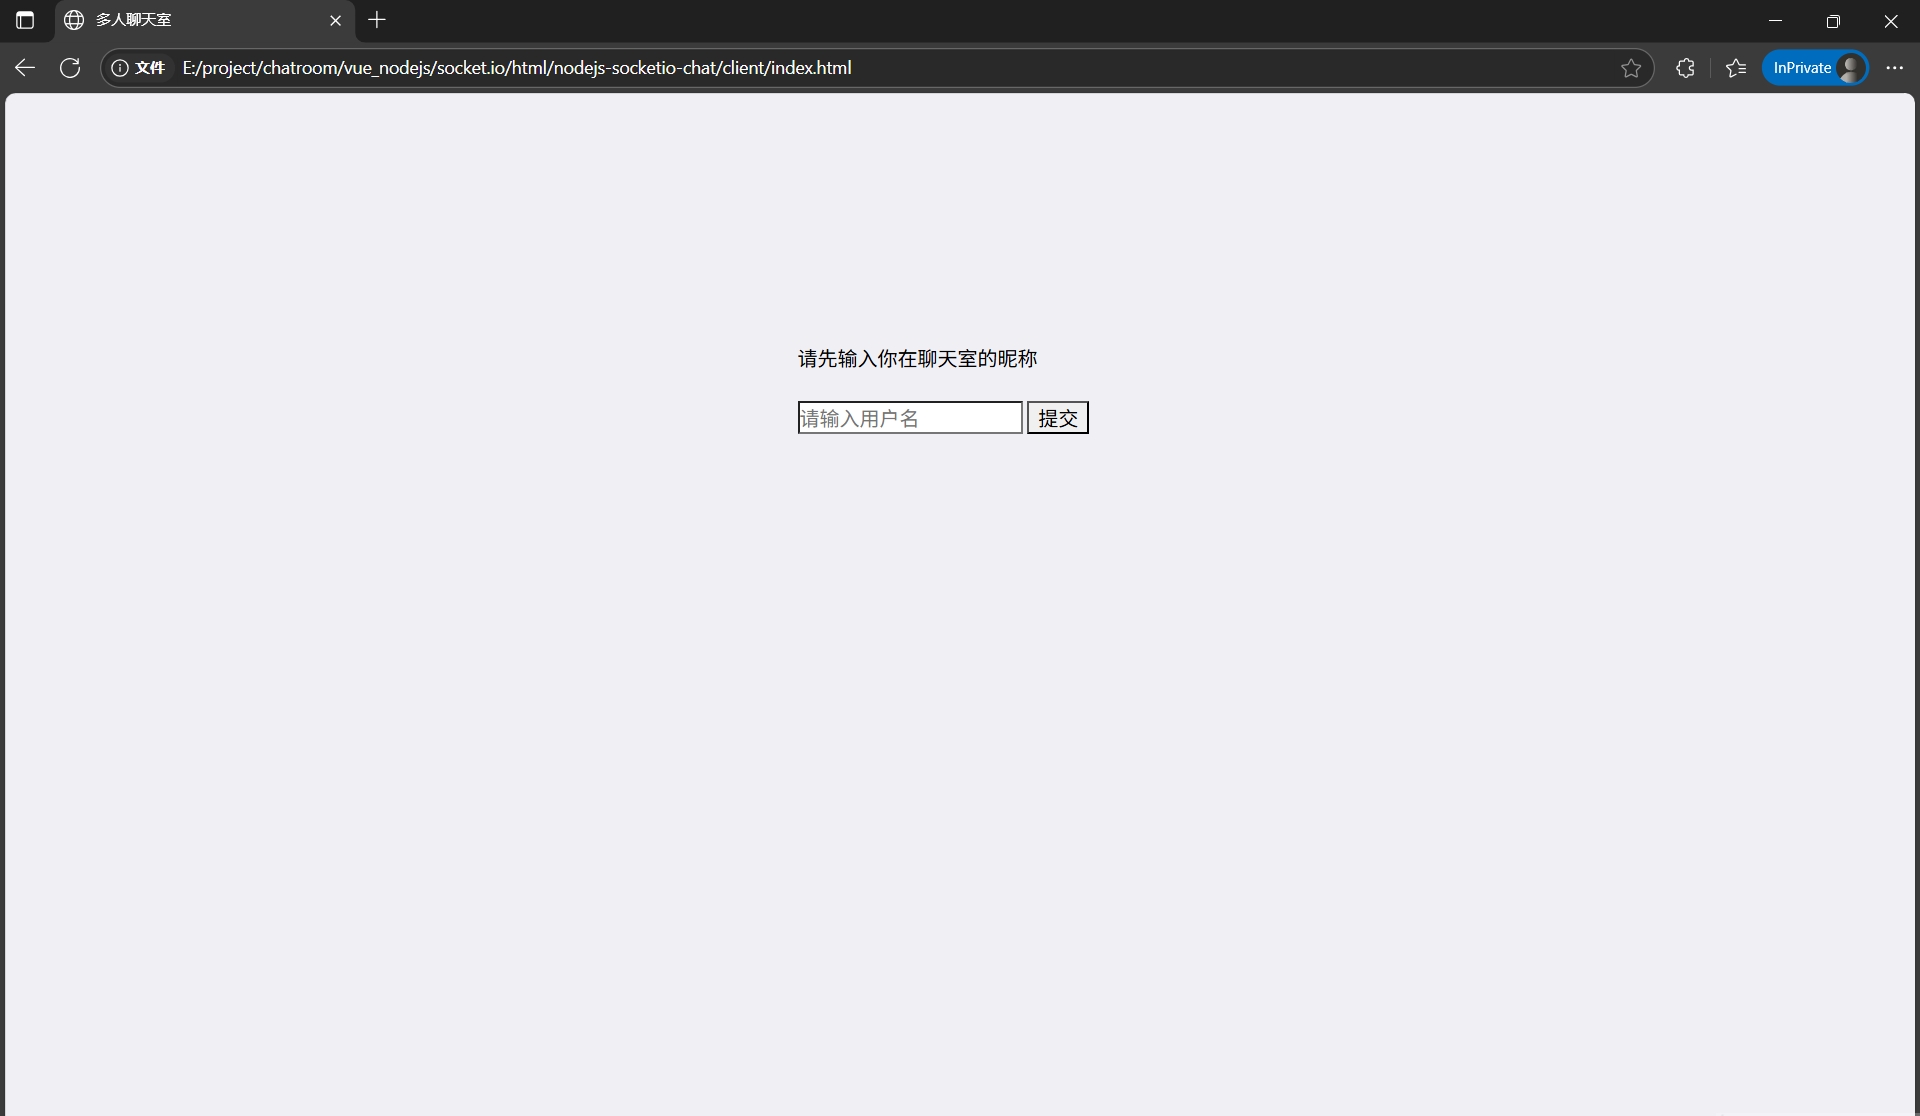 多人聊天室
文件 E:/project/chatroom/vue_nodejs/socket.io/html/nodejs-socketio-chat/client/index.html InPrivate
请先输入你在聊天室的昵称
请输入用户名 提交